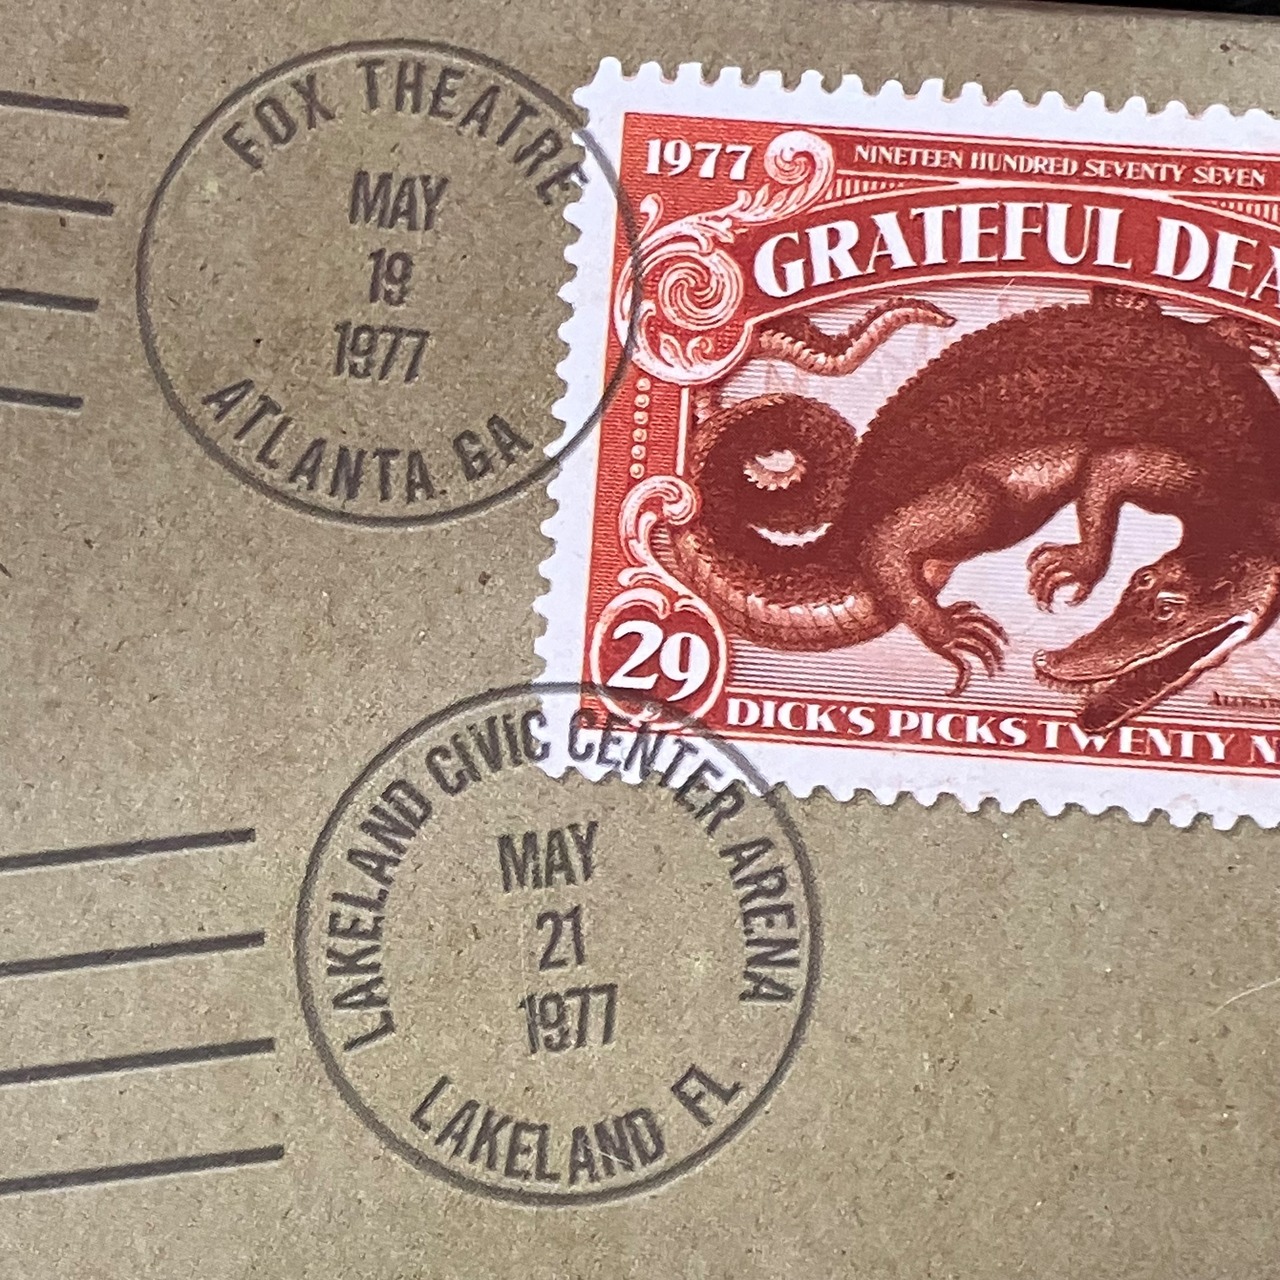 FOX THEATRE
MAY
19
1977
ATLANTA. GA
1977
NINETEEN HUNDRED SEVENTY SEVEN
GRATEFUL
29
DICK'S PICKS TWENTY
LAKELAND CIVIC CENTER ARENA
MAY
21
1977
LAKELAND FL